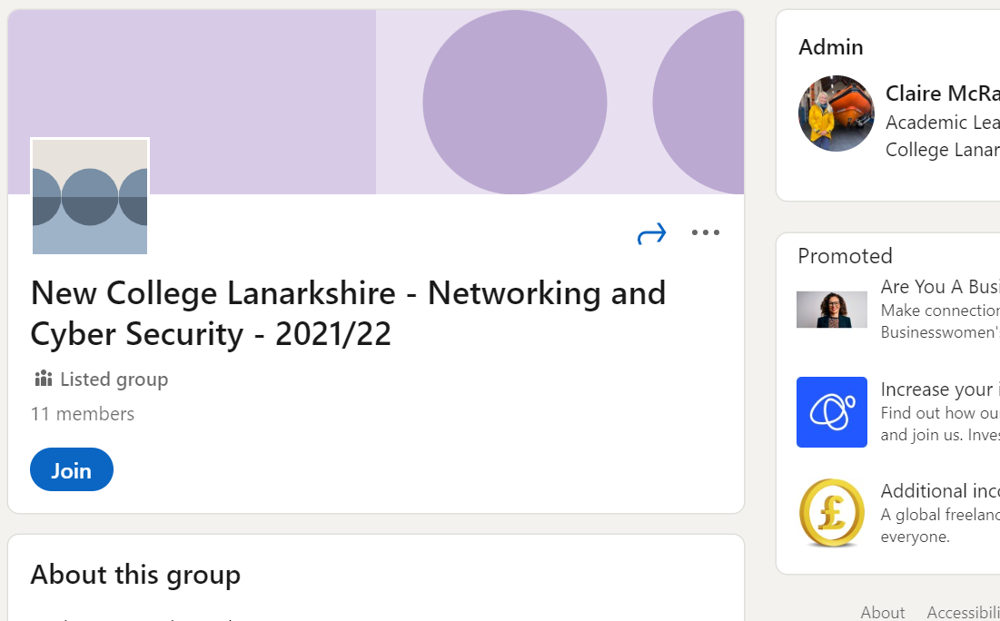 New College Lanarkshire - Networking and
Cyber Security - 2021/22
Listed group
11 members
Join
About this group
Admin
Claire McRa
Academic Lea
College Lanar
Promoted
Are You A Busi
Make connection
Businesswomen'
Increase your i
Find out how ou
and join us. Inves
£
Additional inco
A global freelanc
everyone.
About Accessibili